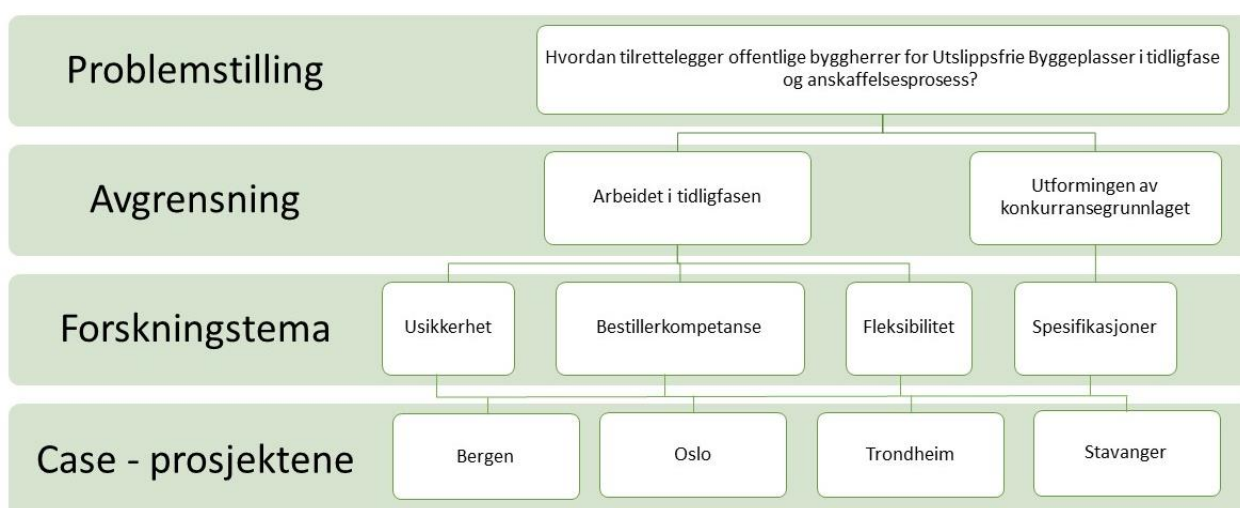 Problemstilling
Hvordan tilrettelegger offentlige byggherrer for Utslippsfrie Byggeplasser i tidligfase
og anskaffelsesprosess?
Avgrensning
Arbeidet i tidligfasen
Utformingen av
konkurransegrunnlaget
Forskningstema
Usikkerhet
Bestillerkompetanse
Fleksibilitet
Spesifikasjoner
Case - prosjektene
Bergen
Oslo
Trondheim
Stavanger